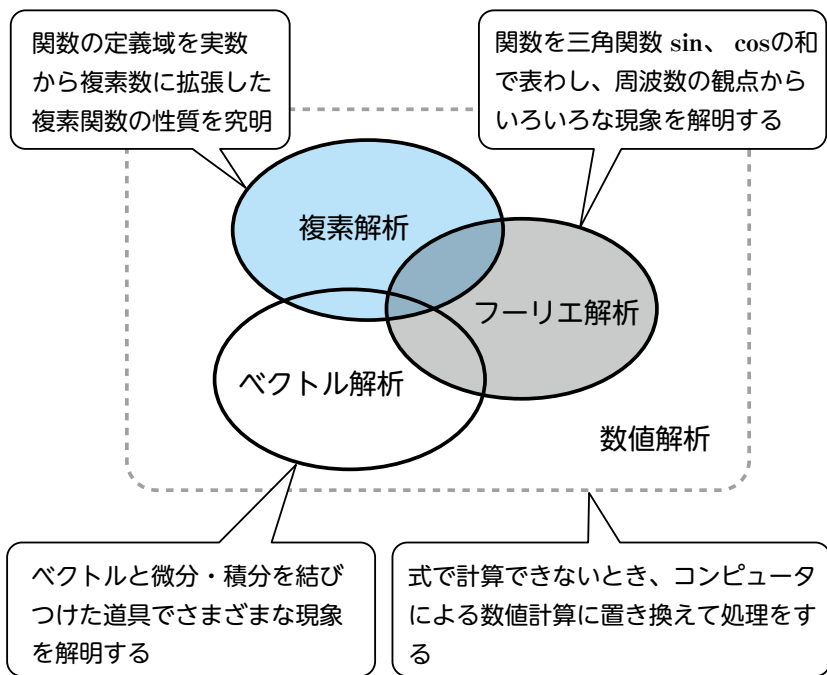 関数の定義域を実数
から複素数に拡張した
複素関数の性質を究明
関数を三角関数 sin、 cosの和
で表わし、周波数の観点から
いろいろな現象を解明する
複素解析
フーリエ解析
ベクトル解析
数値解析
ベクトルと微分・積分を結び
つけた道具でさまざまな現象
を解明する
式で計算できないとき、コンピュータ
による数値計算に置き換えて処理をす
る